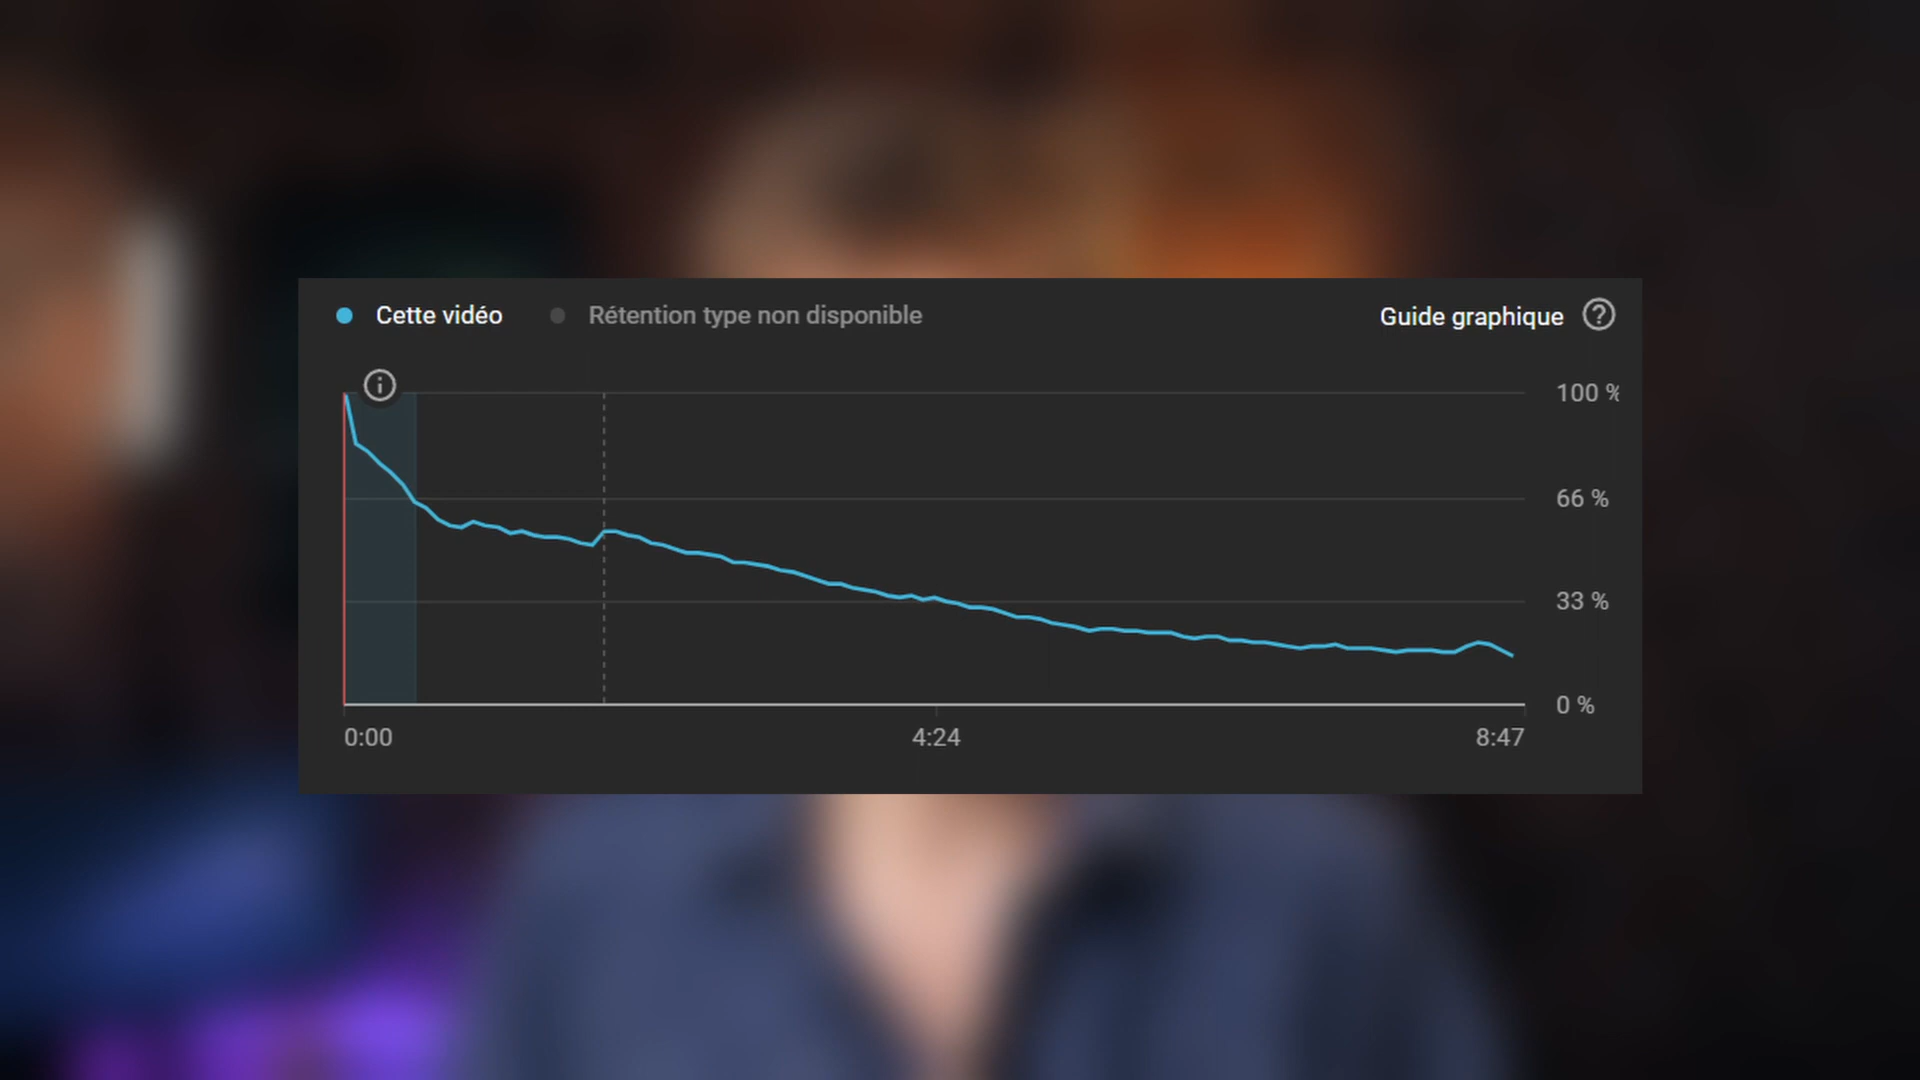 Cette vidéo
Rétention type non disponible
Guide graphique
100 %
66 %
33 %
0 %
0:00
4:24
8:47